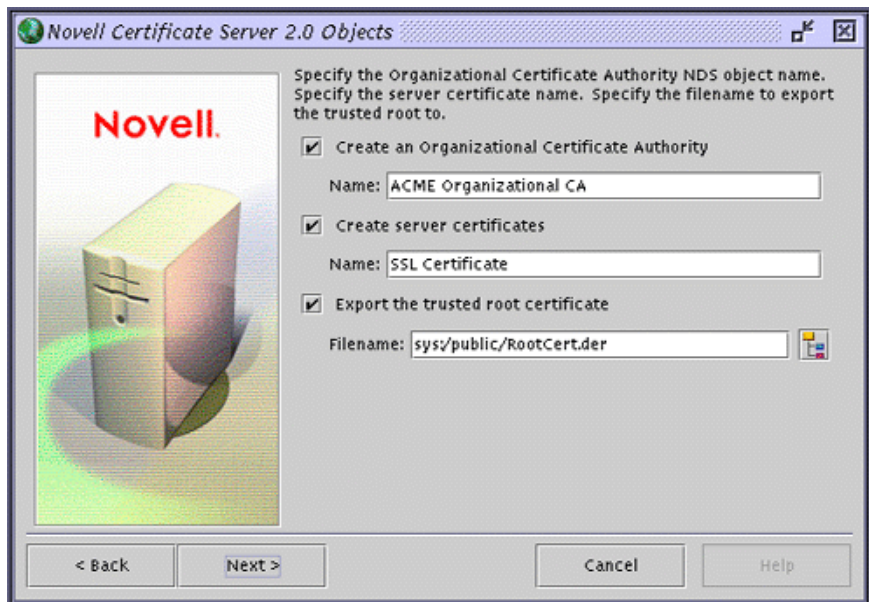 Novell Certificate Server 2.0 Objects
Novell.
Specify the Organizational Certificate Authority NDS object name.
Specify the server certificate name. Specify the filename to export
the trusted root to.
Create an Organizational Certificate Authority
Name: ACME Organizational CA
Create server certificates
Name: SSL Certificate
Export the trusted root certificate
Filename: sys:/public/RootCert.der
< Back
Next >
Cancel
Help